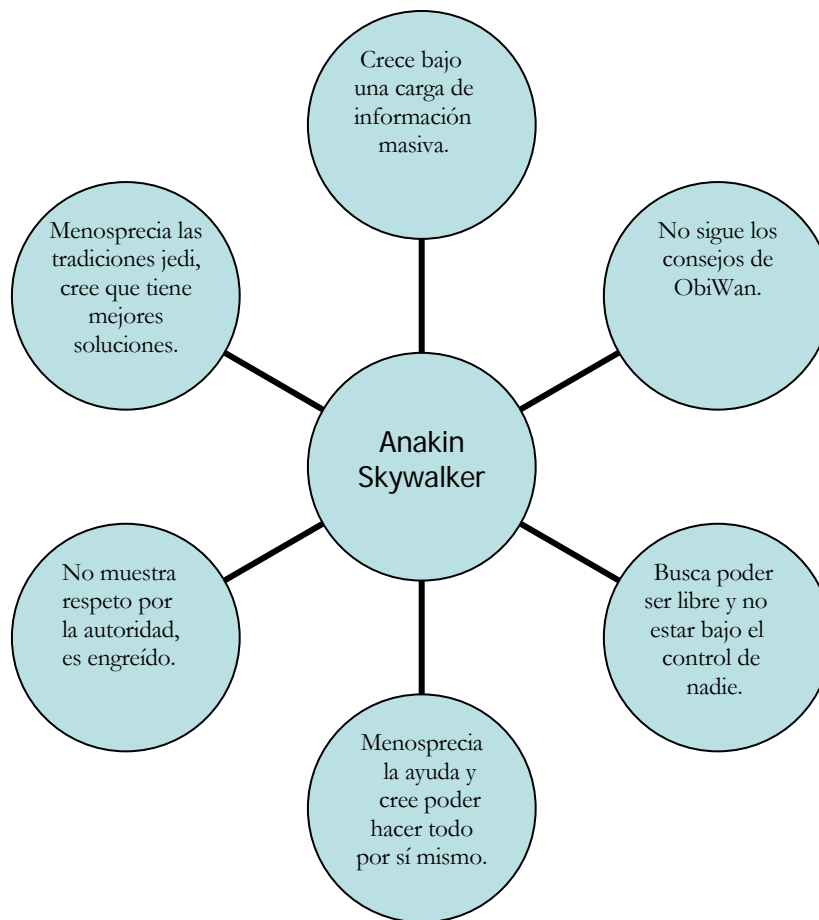 Crece bajo
una carga de
información
masiva.
Menosprecia las
tradiciones jedi,
cree que tiene
mejores
soluciones.
No sigue los
consejos de
ObiWan.
Anakin
Skywalker
No muestra
respeto por
la autoridad,
es engreído.
Busca poder
ser libre y no
estar bajo el
control de
nadie.
Menosprecia
la ayuda y
cree poder
hacer todo
por sí mismo.